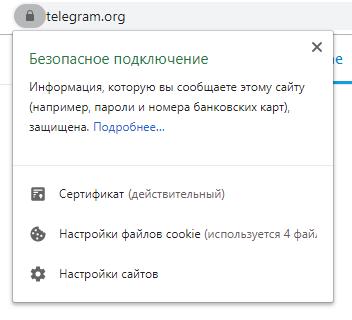 telegram.org
Безопасное подключение
Информация, которую вы сообщаете этому сайту
(например, пароли и номера банковских карт),
защищена. Подробнее...
Сертификат (действительный)
Настройки файлов cookie (используется 4 фай
Настройки сайтов